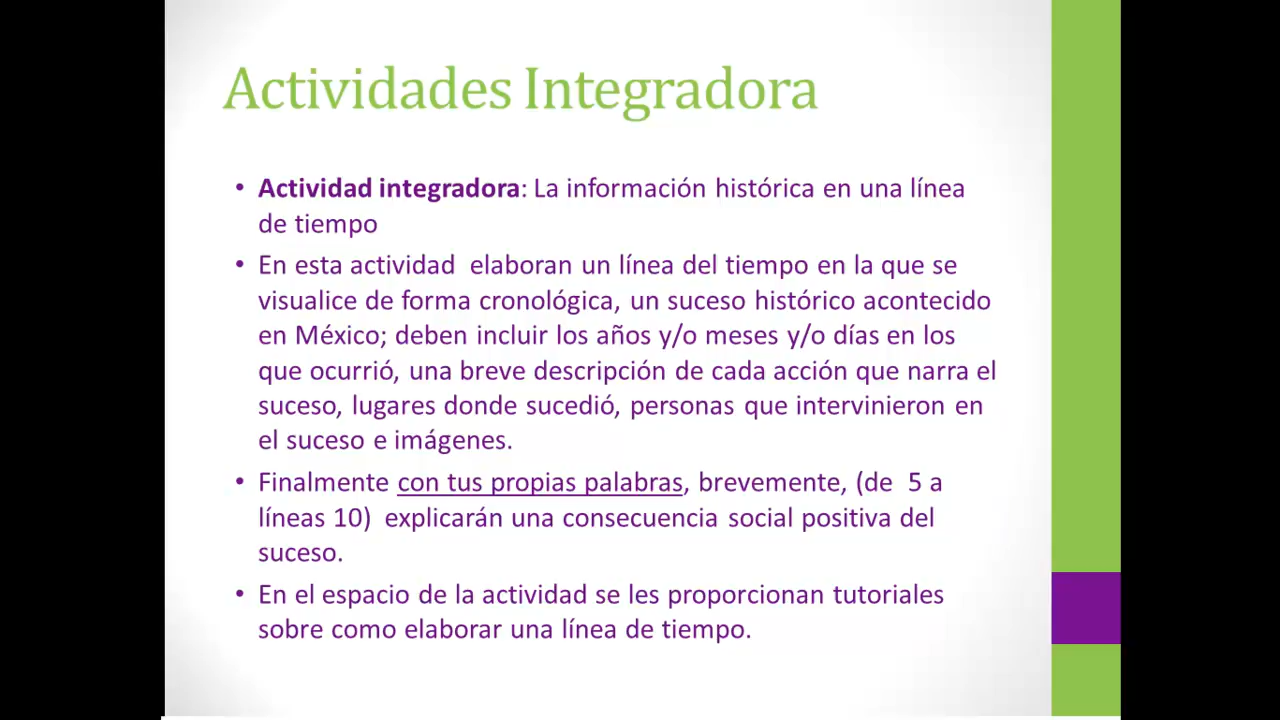 Actividades Integradora
• Actividad integradora: La información histórica en una línea
de tiempo
• En esta actividad elaboran un línea del tiempo en la que se
visualice de forma cronológica, un suceso histórico acontecido
en México; deben incluir los años y/o meses y/o días en los
que ocurrió, una breve descripción de cada acción que narra el
suceso, lugares donde sucedió, personas que intervinieron en
el suceso e imágenes.
• Finalmente con tus propias palabras, brevemente, (de 5 a
líneas 10) explicarán una consecuencia social positiva del
suceso.
• En el espacio de la actividad se les proporcionan tutoriales
sobre como elaborar una línea de tiempo.